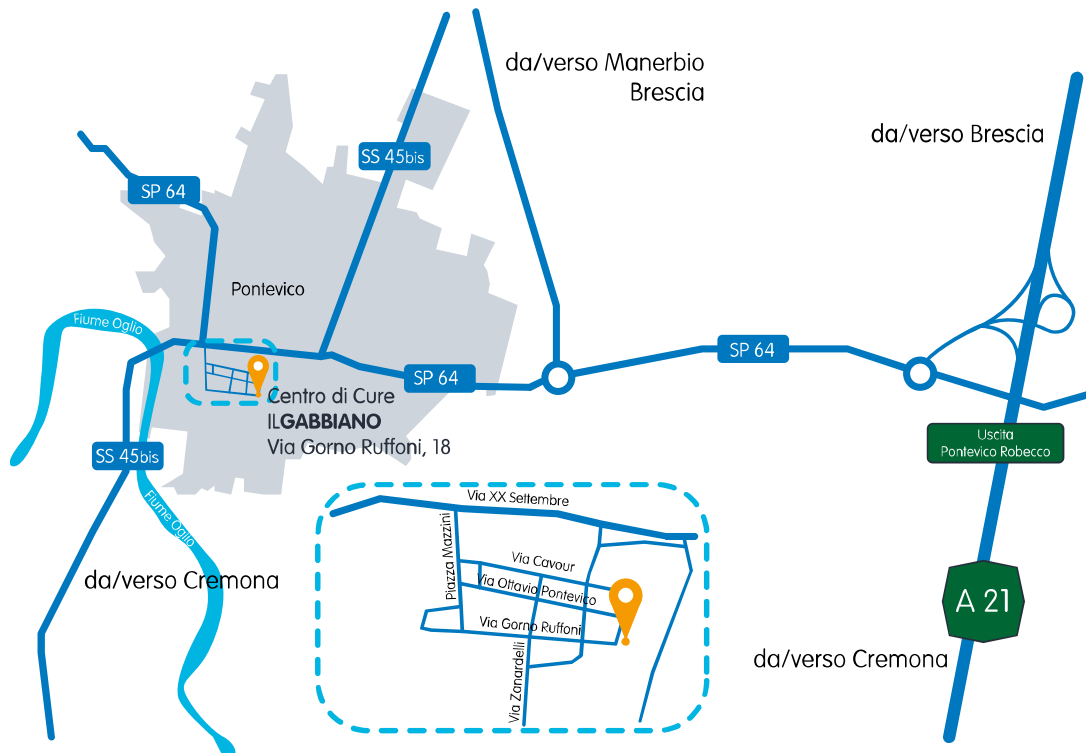 da/verso Manerbio
Brescia
da/verso Brescia
SS 45bis
SP 64
Pontevico
Fiume Oglio
SP 64
SP 64
Centro di Cure
ILGABBIANO
Via Gorno Ruffoni, 18
Uscita
Pontevico Robecco
SS 45bis
Fiume Oglio
Via XX Settembre
Piazza Mazzini
Via Cavour
Via Ottavio Pontevico
Via Gorno Ruffoni
Via Zanardelli
da/verso Cremona
A 21
da/verso Cremona